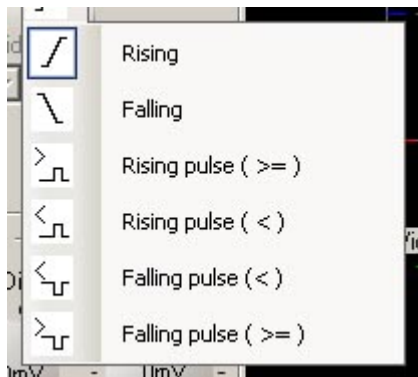 Rising
Falling
Rising pulse ( >= )
Rising pulse ( < )
Falling pulse (< )
Falling pulse ( >= )